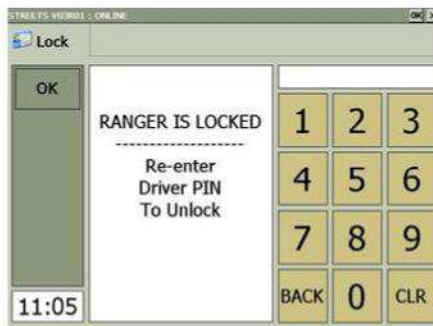 STREETS V03R01 : ONLINE
OK X
Lock
OK
RANGER IS LOCKED
------------------
Re-enter
Driver PIN
To Unlock
1 2 3
4 5 6
7 8 9
BACK 0 CLR
11:05